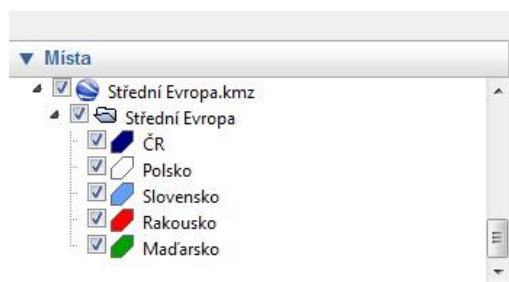 Místa
Střední Evropa.kmz
Střední Evropa
ČR
Polsko
Slovensko
Rakousko
Maďarsko